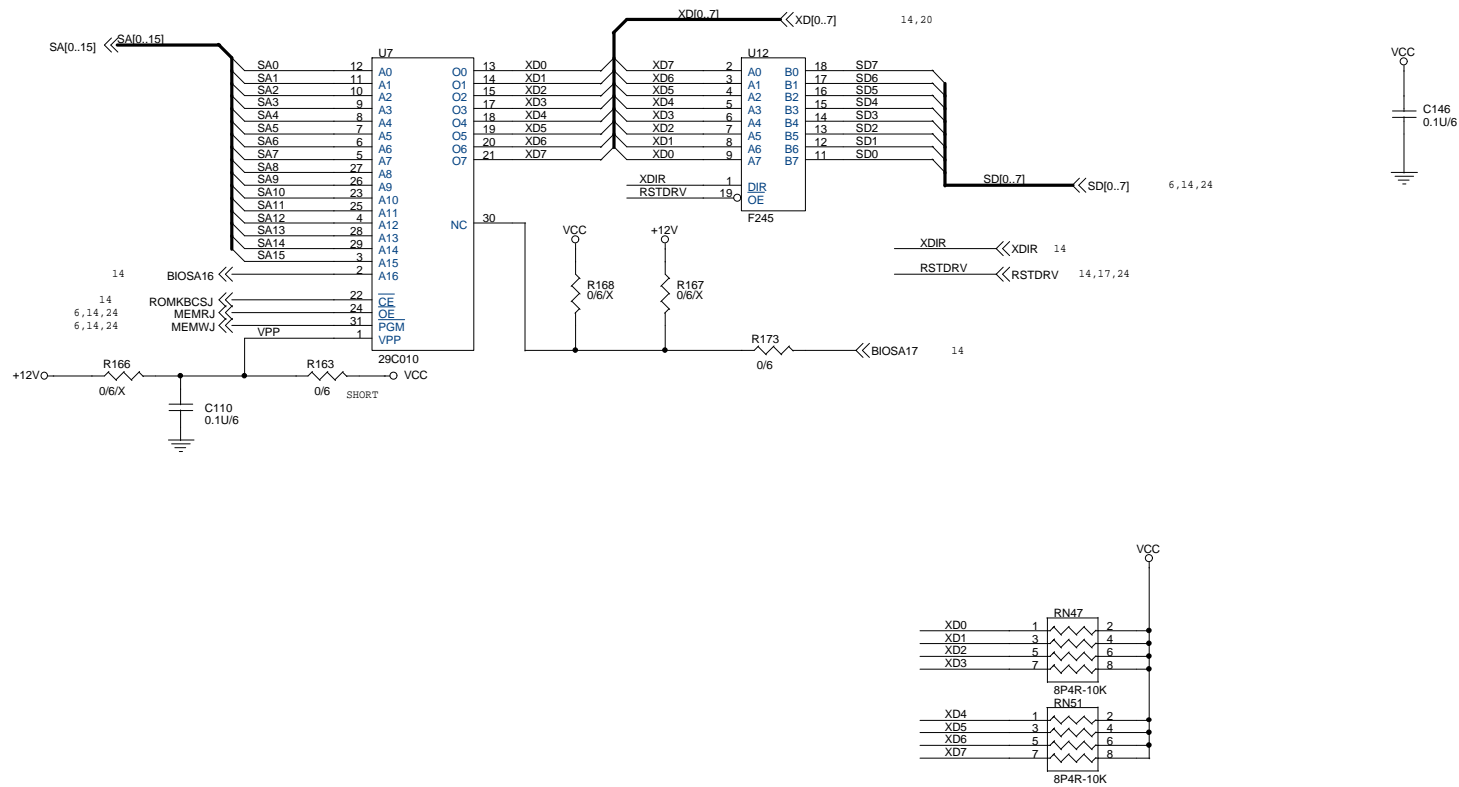 XD[0..7]
XD[0..7]
14,20
SA[0..15]
SA[0..15]
U7
SA0 12 A0 O0 13 XD0
SA1 11 A1 O1 14 XD1
SA2 10 A2 O2 15 XD2
SA3 9 A3 O3 17 XD3
SA4 8 A4 O4 18 XD4
SA5 7 A5 O5 19 XD5
SA6 6 A6 O6 20 XD6
SA7 5 A7 O7 21 XD7
SA8 27 A8
SA9 26 A9
SA10 23 A10
SA11 25 A11
SA12 4 A12 NC 30
SA13 28 A13
SA14 29 A14
SA15 3 A15
14 BIOSA16 2 A16
14 ROMKBCSJ 22 CE
6,14,24 MEMRJ 24 OE
6,14,24 MEMWJ 31 PGM
VPP 1 VPP
29C010
U12
XD7 2 A0 B0 18 SD7
XD6 3 A1 B1 17 SD6
XD5 4 A2 B2 16 SD5
XD4 5 A3 B3 15 SD4
XD3 6 A4 B4 14 SD3
XD2 7 A5 B5 13 SD2
XD1 8 A6 B6 12 SD1
XD0 9 A7 B7 11 SD0
XDIR 1 DIR
RSTDRV 19 OE
F245
SD[0..7]
SD[0..7]
6,14,24
XDIR XDIR 14
RSTDRV RSTDRV 14,17,24
VCC
C146
0.1U/6
VCC
+12V
R168
0/6/X
R167
0/6/X
R173
0/6
BIOSA17 14
+12V
R166
0/6/X
R163
0/6
SHORT
VCC
C110
0.1U/6
VCC
RN47
XD0 1 2
XD1 3 4
XD2 5 6
XD3 7 8
8P4R-10K
RN51
XD4 1 2
XD5 3 4
XD6 5 6
XD7 7 8
8P4R-10K